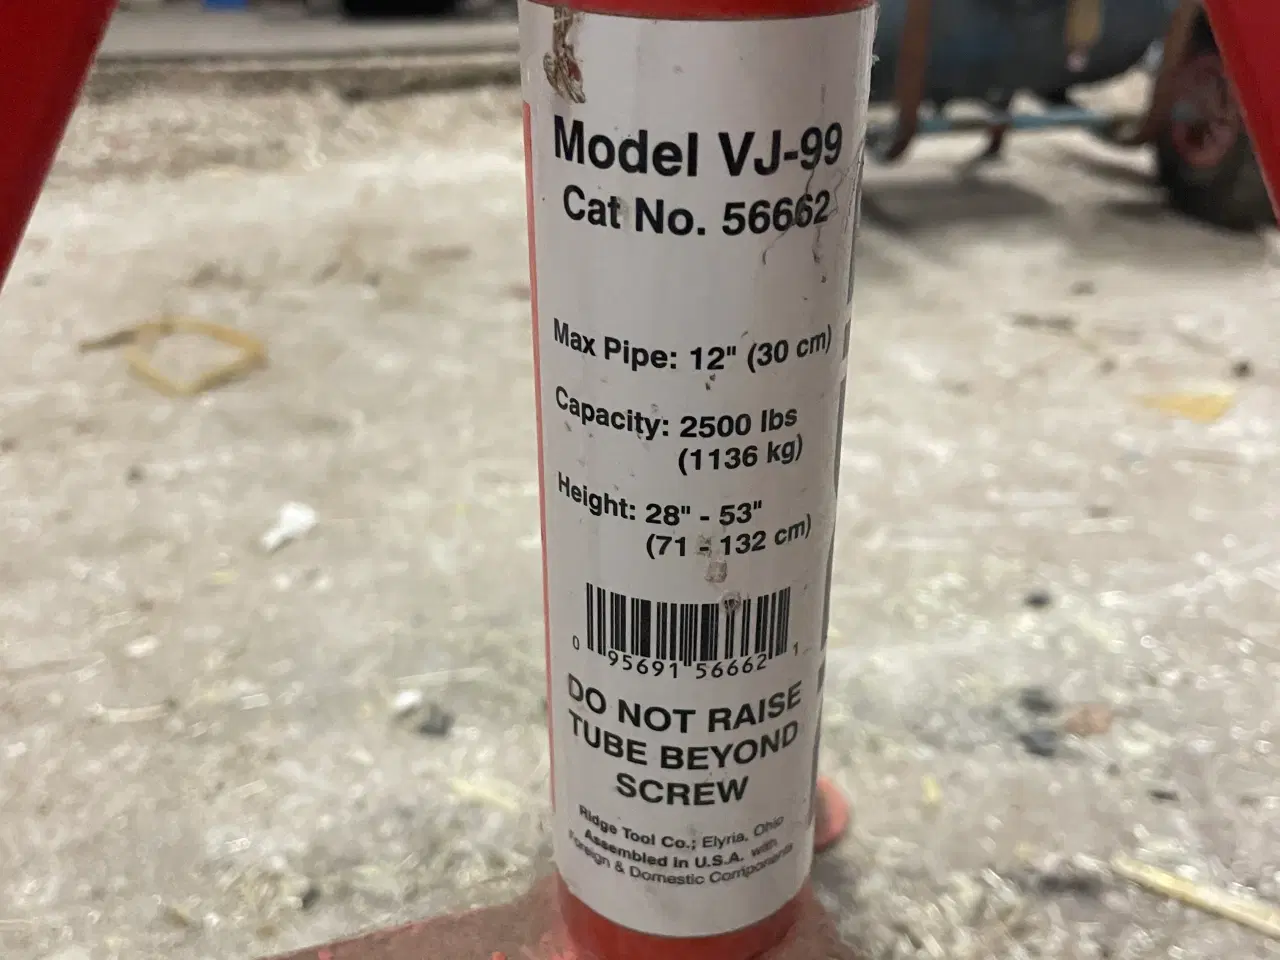 Model VJ-99
Cat No. 56662
Max Pipe: 12" (30 cm)
Capacity: 2500 lbs
(1136 kg)
Height: 28" - 53"
(71 - 132 cm)
0 95691 56662 1
DO NOT RAISE
TUBE BEYOND
SCREW
Ridge Tool Co.; Elyria, Ohio
Assembled in U.S.A. with
Foreign & Domestic Components